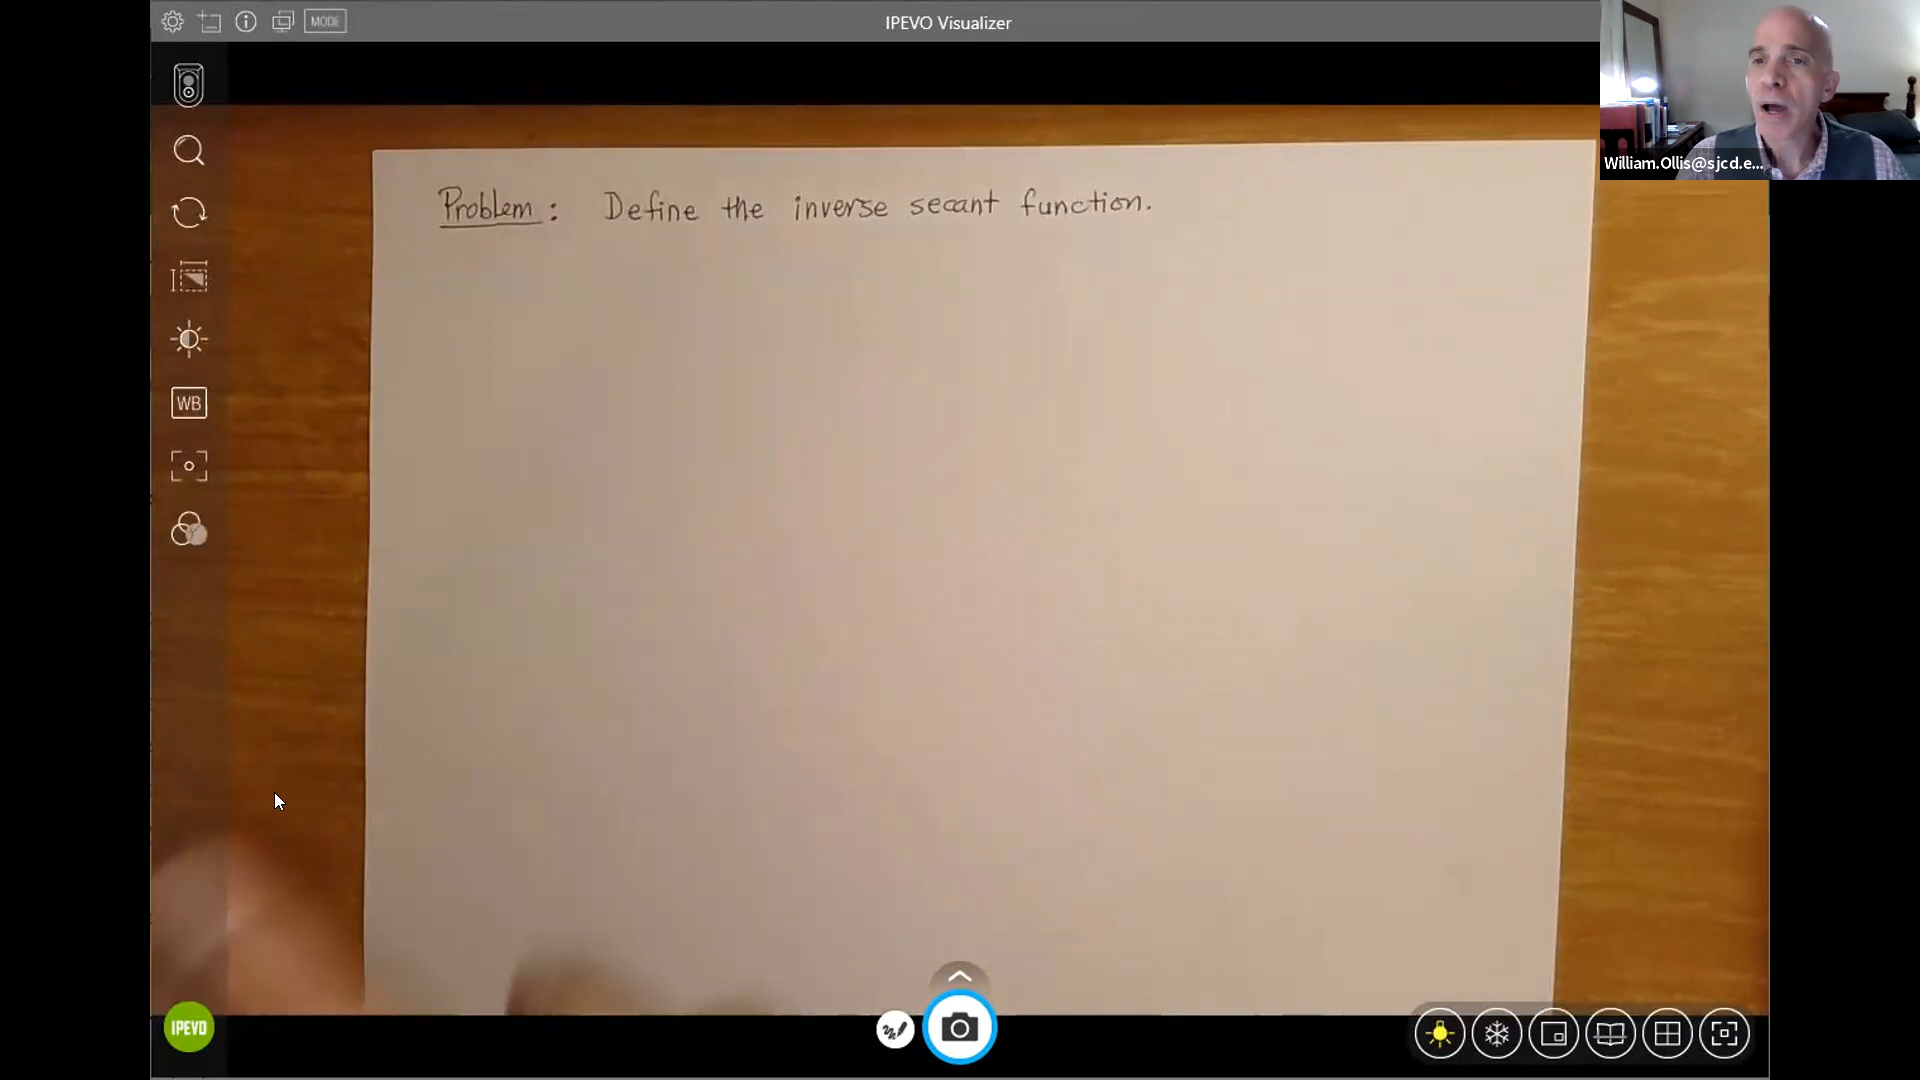 MODE
IPEVO Visualizer
William.Ollis@sjcd.e...
Problem: Define the inverse secant function.
WB
IPEVO